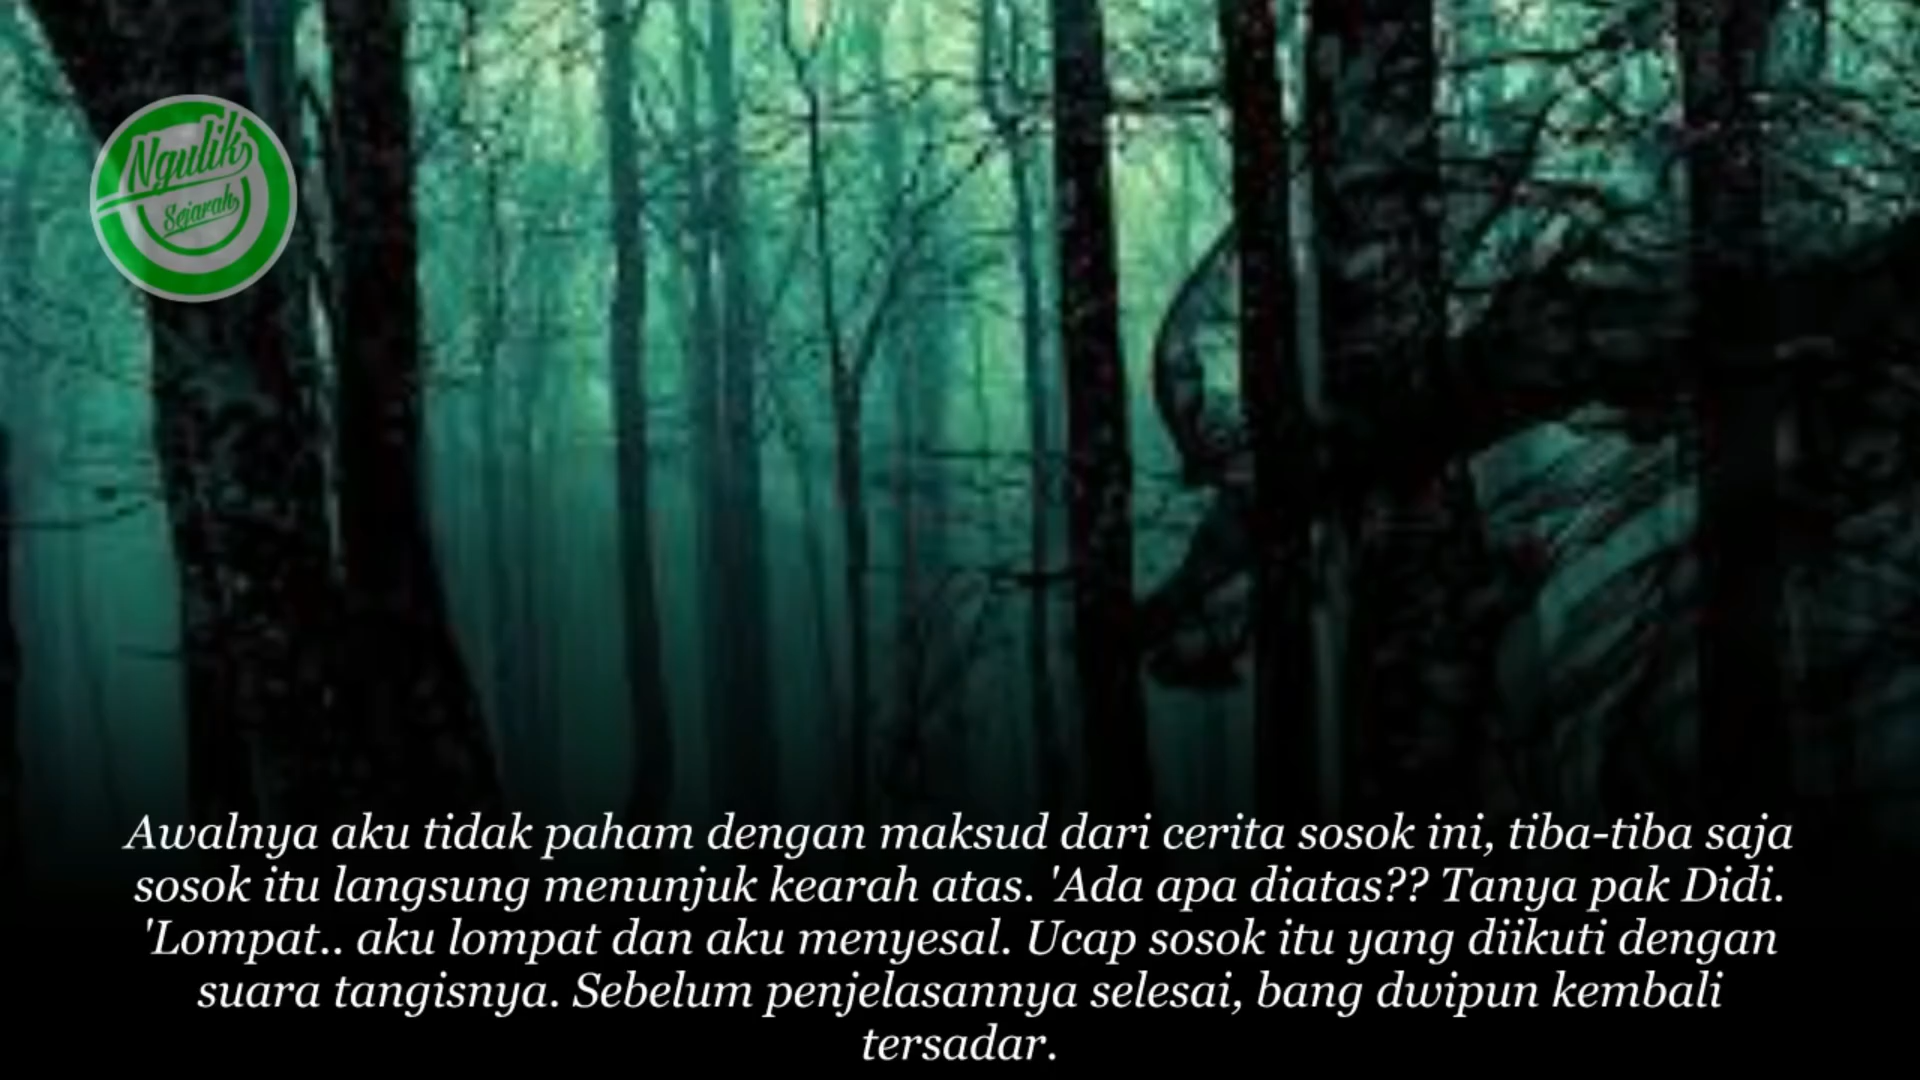 Ngulik
Sejarah
Awalnya aku tidak paham dengan maksud dari cerita sosok ini, tiba-tiba saja
sosok itu langsung menunjuk kearah atas. 'Ada apa diatas?? Tanya pak Didi.
'Lompat.. aku lompat dan aku menyesal. Ucap sosok itu yang diikuti dengan
suara tangisnya. Sebelum penjelasannya selesai, bang dwipun kembali
tersadar.